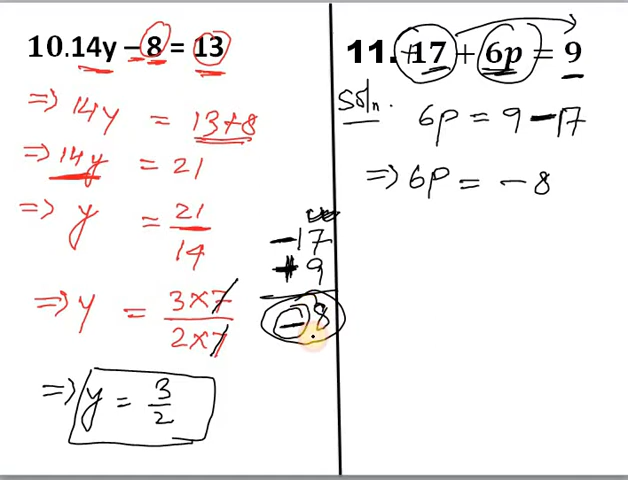 10.14y – 8 = 13
=> 14y = 13+8
=> 14y = 21
=> y = 21/14
=> y = 3×7/2×7
=> y = 3/2
-17
+9
-8
11. +17 + 6p = 9
Soln.
6p = 9 - 17
=> 6p = - 8